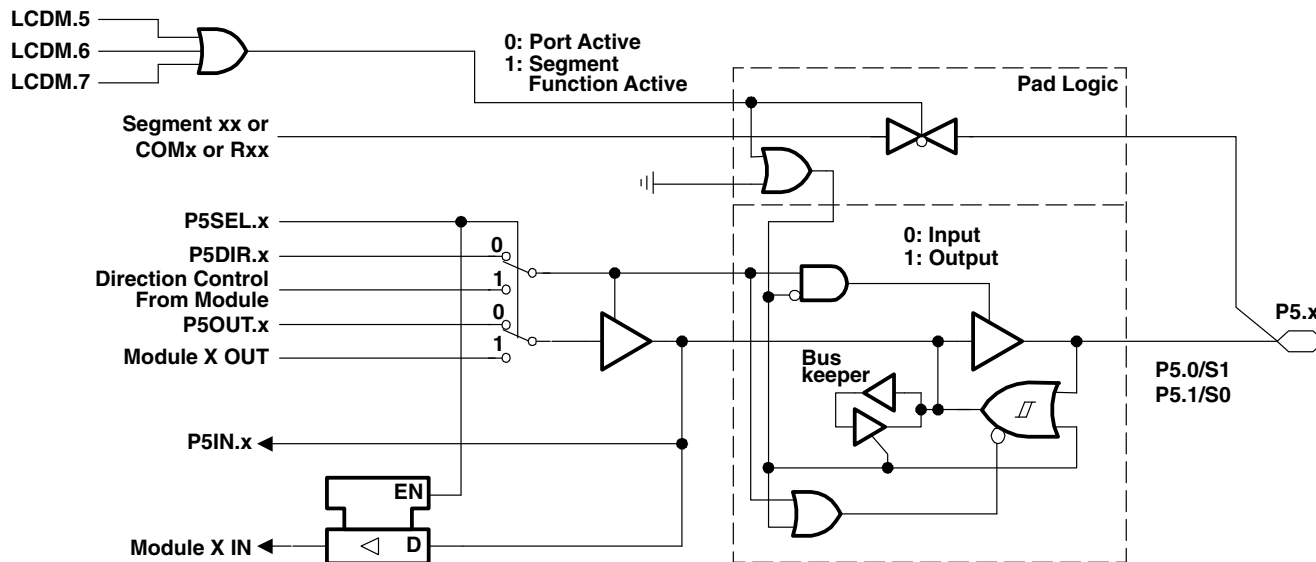 LCDM.5
LCDM.6
LCDM.7
0: Port Active
1: Segment
Function Active
Pad Logic
Segment xx or
COMx or Rxx
P5SEL.x
P5DIR.x
0
Direction Control
From Module
1
P5OUT.x
0
Module X OUT
1
0: Input
1: Output
P5.x
Bus
keeper
P5.0/S1
P5.1/S0
P5IN.x
EN
Module X IN
D